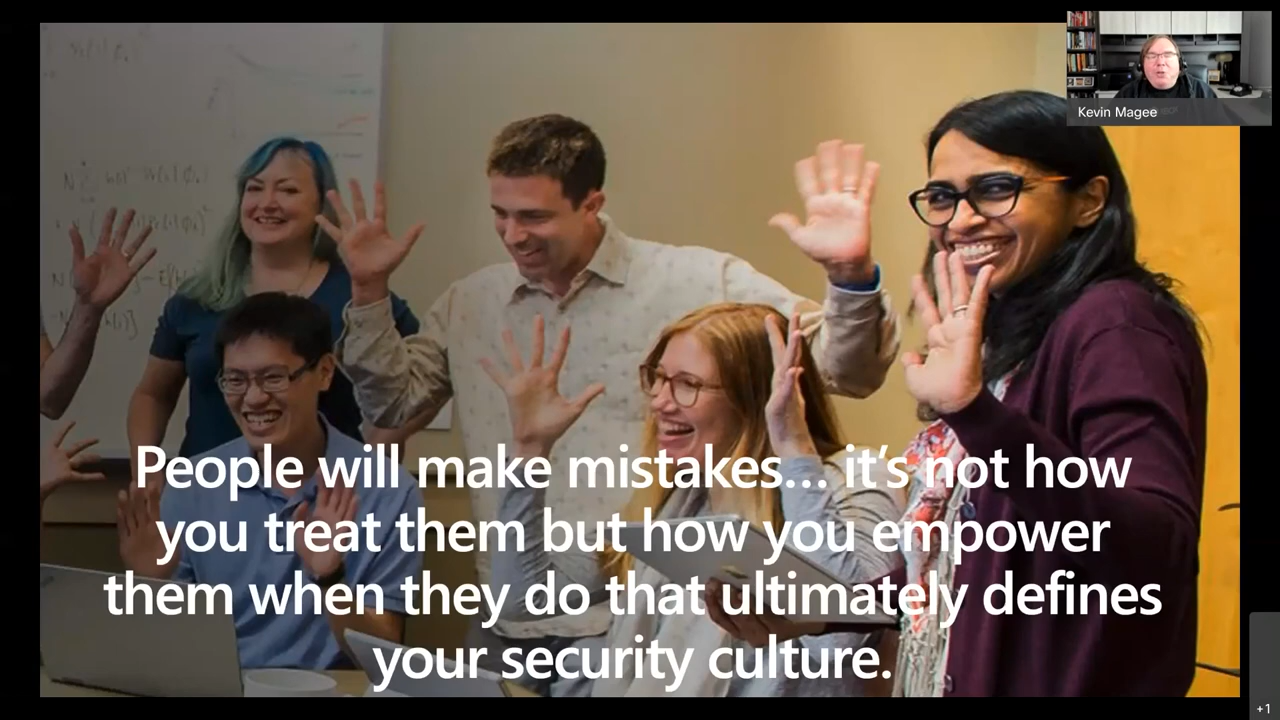 Kevin Magee
People will make mistakes... it's not how
you treat them but how you empower
them when they do that ultimately defines
your security culture.
+1